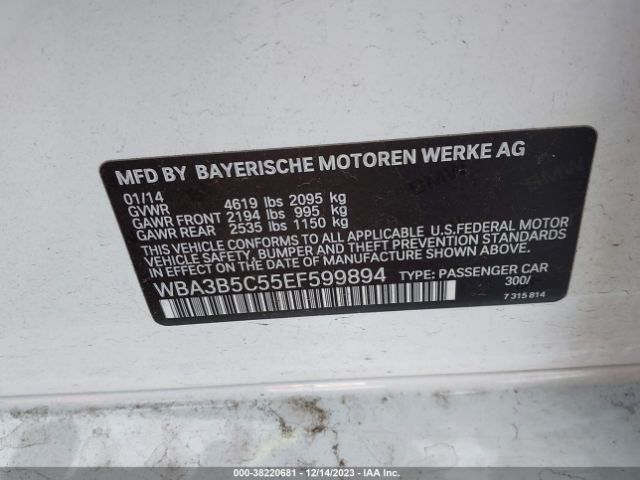 MFD BY BAYERISCHE MOTOREN WERKE AG
01/14
GVWR 4619 lbs 2095 kg
GAWR FRONT 2194 lbs 995 kg
GAWR REAR 2535 lbs 1150 kg
THIS VEHICLE CONFORMS TO ALL APPLICABLE U.S.FEDERAL MOTOR
VEHICLE SAFETY, BUMPER AND THEFT PREVENTION STANDARDS
IN EFFECT ON THE DATE OF MANUFACTURE SHOWN ABOVE.
WBA3B5C55EF599894 TYPE: PASSENGER CAR
300/
7 315 814
© - 38220681 - 12/14/2023 - IAA Inc.